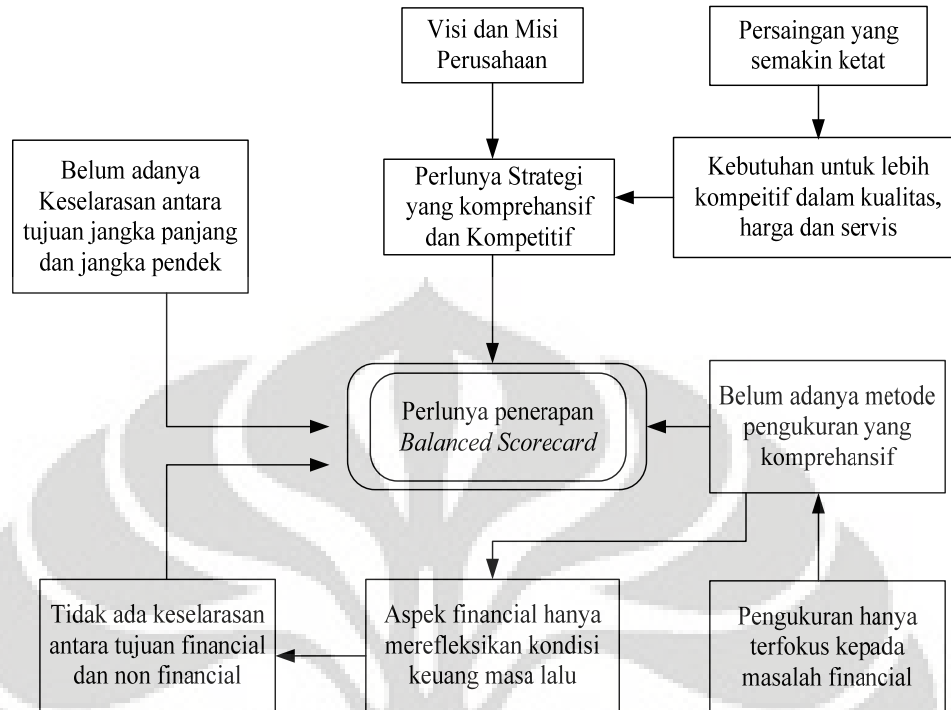 Visi dan Misi
Perusahaan
Persaingan yang
semakin ketat
Belum adanya
Keselarasan antara
tujuan jangka panjang
dan jangka pendek
Perlunya Strategi
yang komprehansif
dan Kompetitif
Kebutuhan untuk lebih
kompeitif dalam kualitas,
harga dan servis
Perlunya penerapan
Balanced Scorecard
Belum adanya metode
pengukuran yang
komprehansif
Tidak ada keselarasan
antara tujuan financial
dan non financial
Aspek financial hanya
merefleksikan kondisi
keuang masa lalu
Pengukuran hanya
terfokus kepada
masalah financial